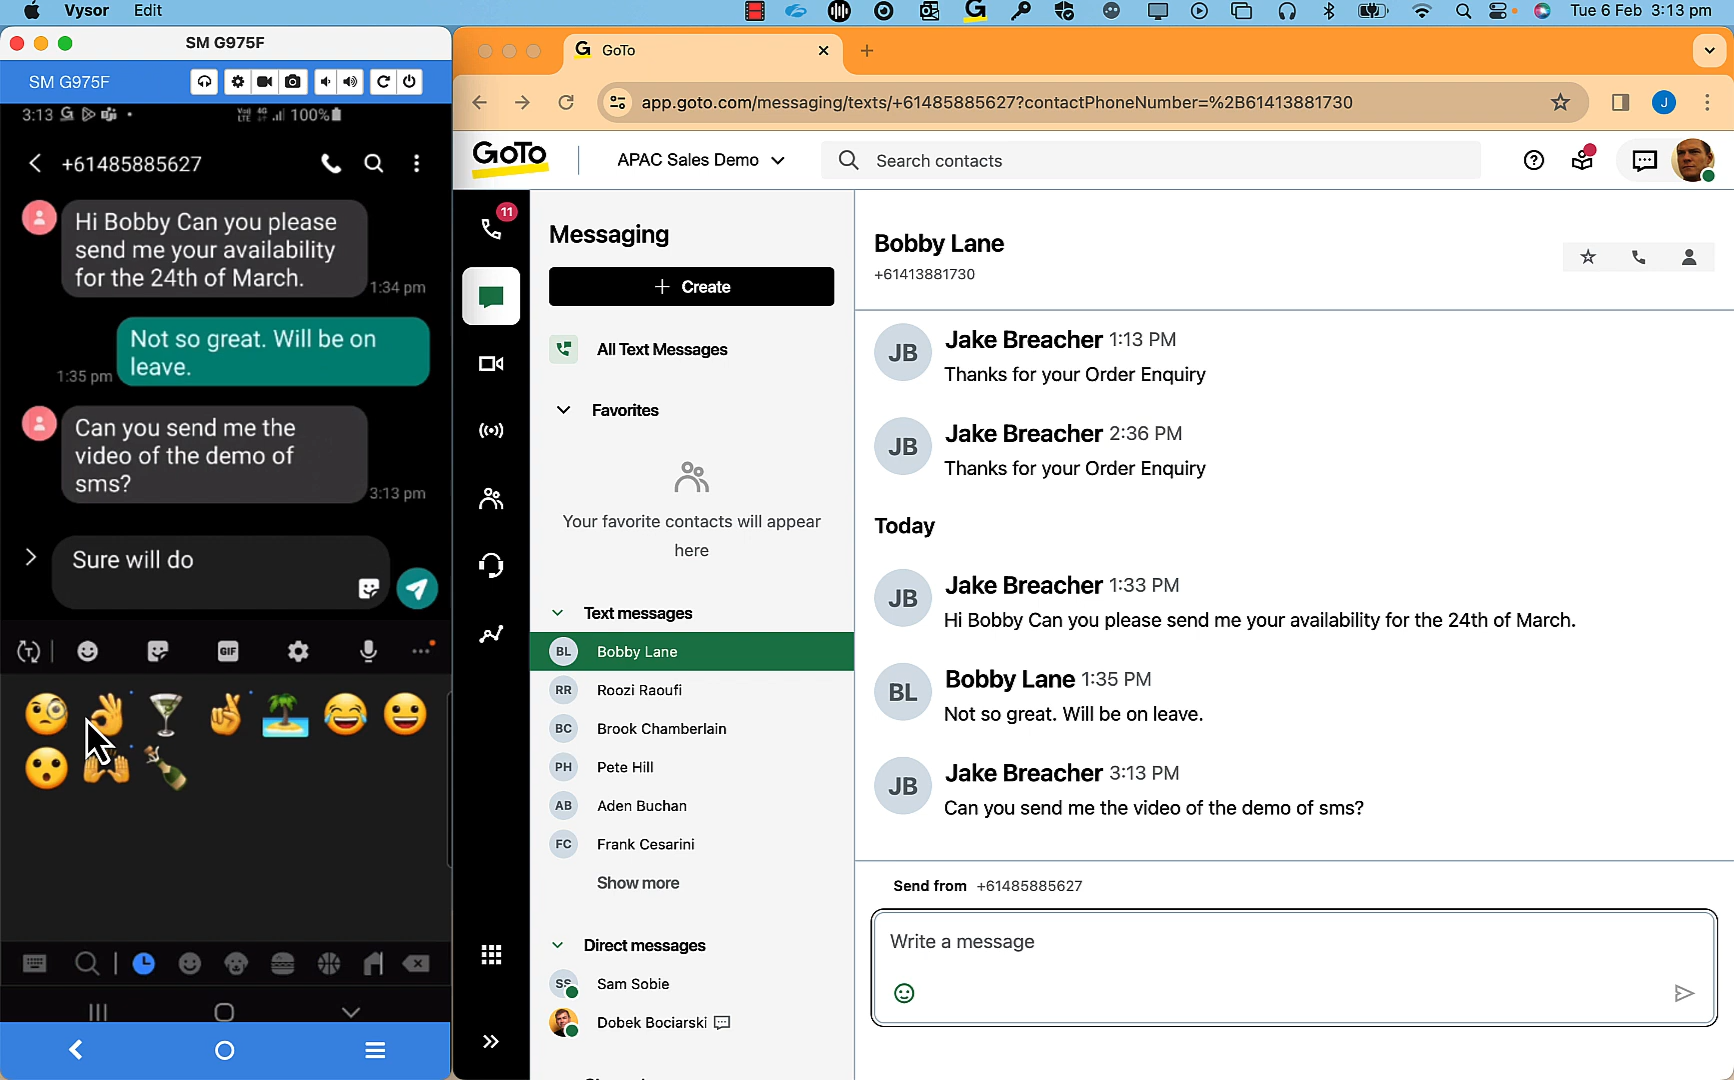 Vysor Edit
Tue 6 Feb 3:13 pm
SM G975F
SM G975F
3:13
100%
+61485885627
Hi Bobby Can you please
send me your availability
for the 24th of March.
1:34 pm
Not so great. Will be on
leave.
1:35 pm
Can you send me the
video of the demo of
sms?
3:13 pm
Sure will do
GIF
GoTo
app.goto.com/messaging/texts/+61485885627?contactPhoneNumber=%2B61413881730
J
GoTo
APAC Sales Demo
Search contacts
11
Messaging
+ Create
All Text Messages
Favorites
Your favorite contacts will appear
here
Text messages
BL Bobby Lane
RR Roozi Raoufi
BC Brook Chamberlain
PH Pete Hill
AB Aden Buchan
FC Frank Cesarini
Show more
Direct messages
SS Sam Sobie
Dobek Bociarski
Bobby Lane
+61413881730
JB Jake Breacher 1:13 PM
Thanks for your Order Enquiry
JB Jake Breacher 2:36 PM
Thanks for your Order Enquiry
Today
JB Jake Breacher 1:33 PM
Hi Bobby Can you please send me your availability for the 24th of March.
BL Bobby Lane 1:35 PM
Not so great. Will be on leave.
JB Jake Breacher 3:13 PM
Can you send me the video of the demo of sms?
Send from +61485885627
Write a message